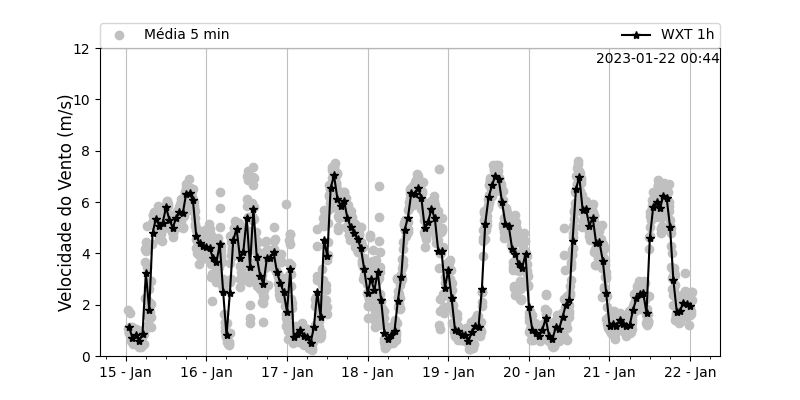 Média 5 min
WXT 1h
2023-01-22 00:44
Velocidade do Vento (m/s)
12
10
8
6
4
2
0
15 - Jan
16 - Jan
17 - Jan
18 - Jan
19 - Jan
20 - Jan
21 - Jan
22 - Jan